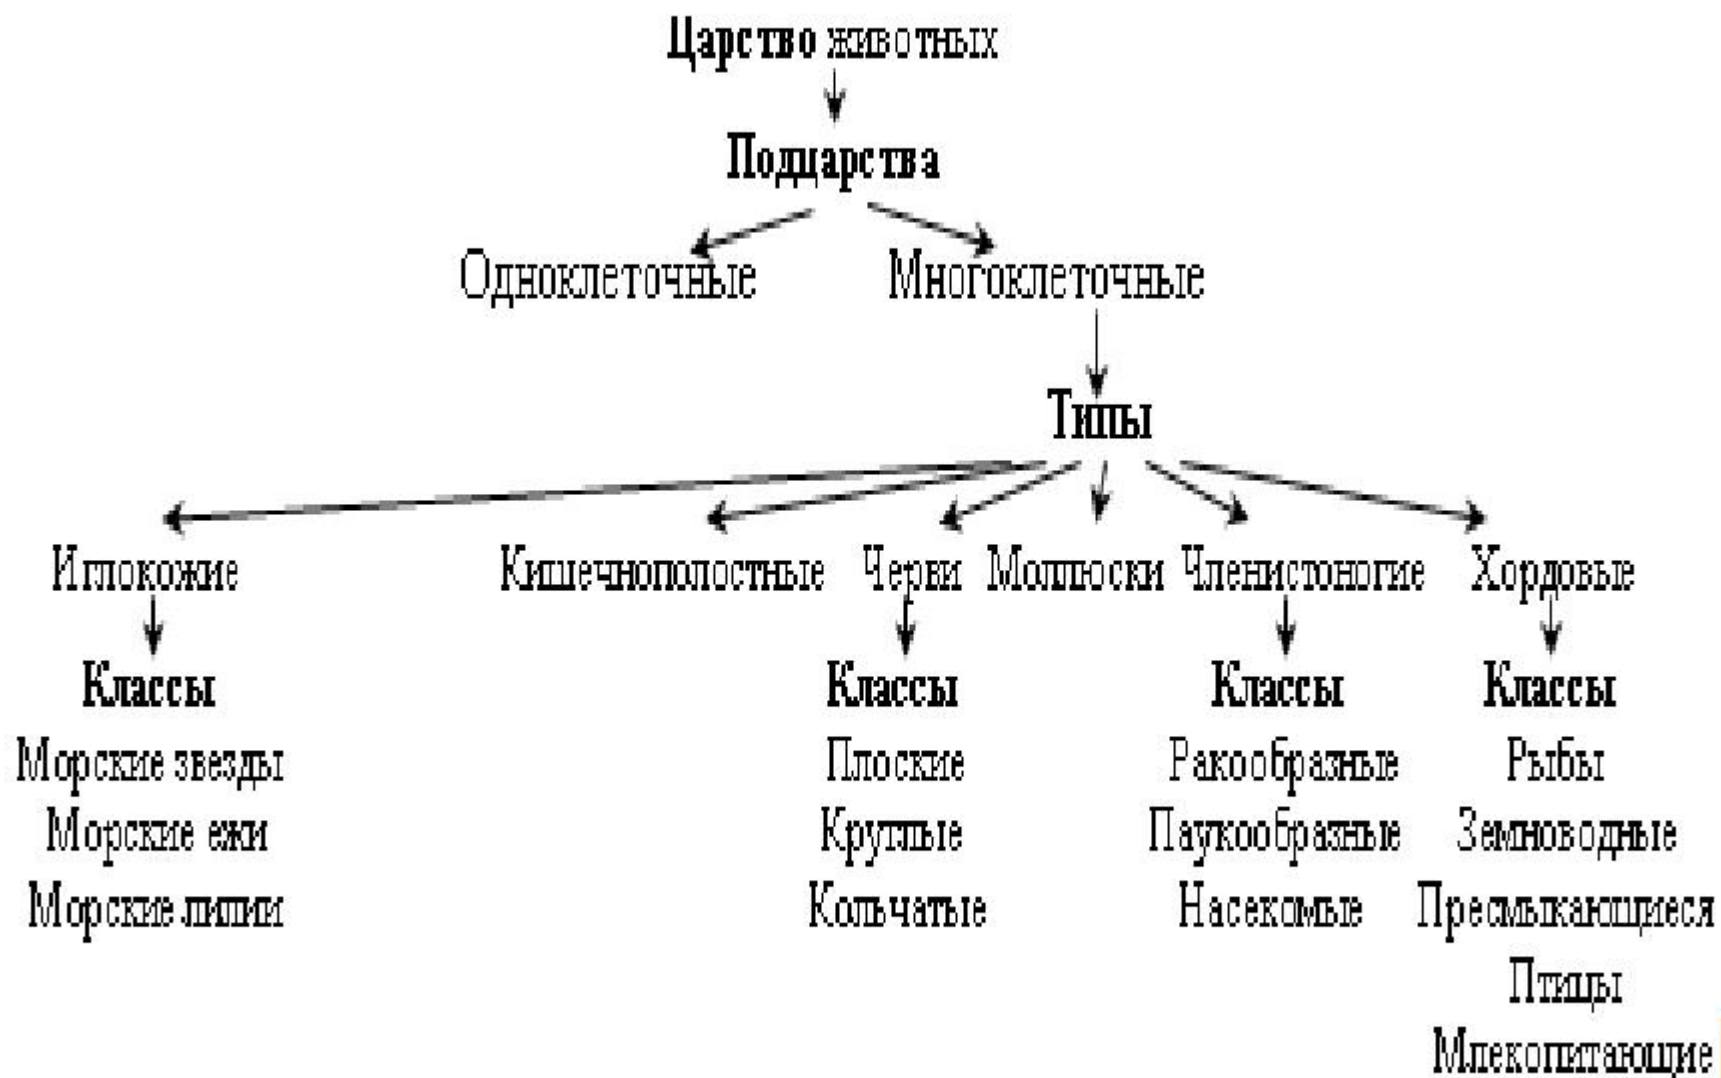 Царство животных
Подцарства
Одноклеточные Многоклеточные
Типы
Иглокожие Кишечнополостные Черви Моллюски Членистоногие Хордовые
Классы Классы Классы Классы
Морские звезды Плоские Ракообразные Рыбы
Морские ежи Круглые Паукообразные Земноводные
Морские лилии Кольчатые Насекомые Пресмыкающиеся
Птицы
Млекопитающие